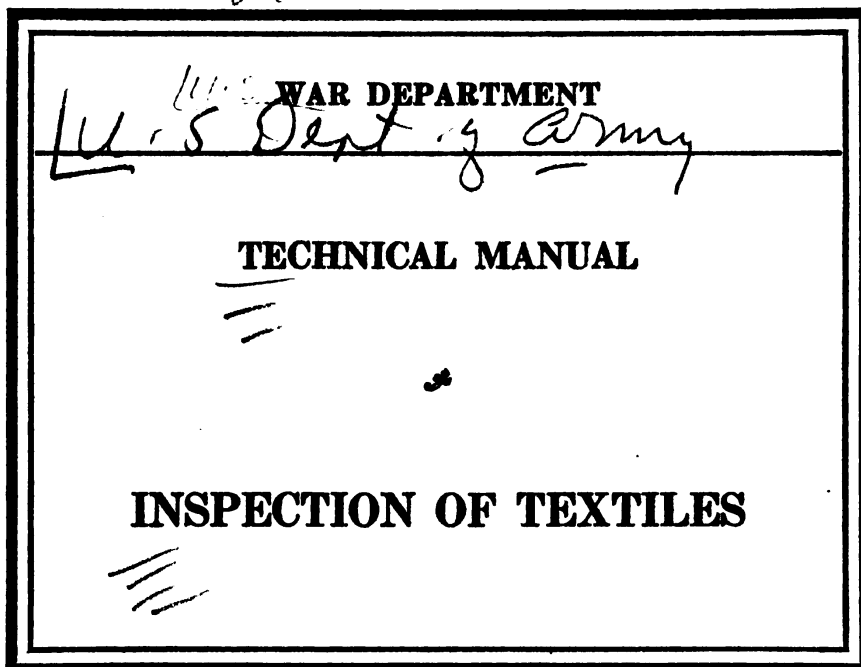 U.S. WAR DEPARTMENT
U.S Dept of Army
TECHNICAL MANUAL
INSPECTION OF TEXTILES